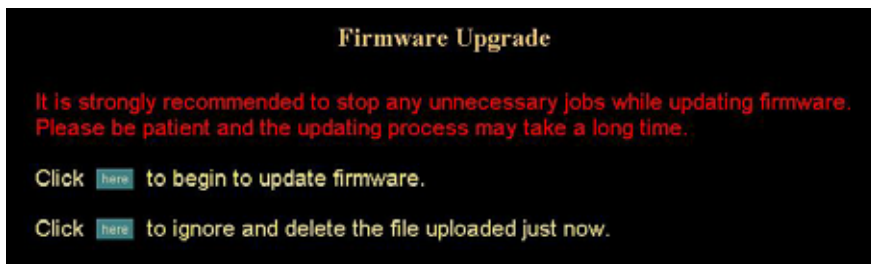 Firmware Upgrade
It is strongly recommended to stop any unnecessary jobs while updating firmware.
Please be patient and the updating process may take a long time.
Click here to begin to update firmware.
Click here to ignore and delete the file uploaded just now.